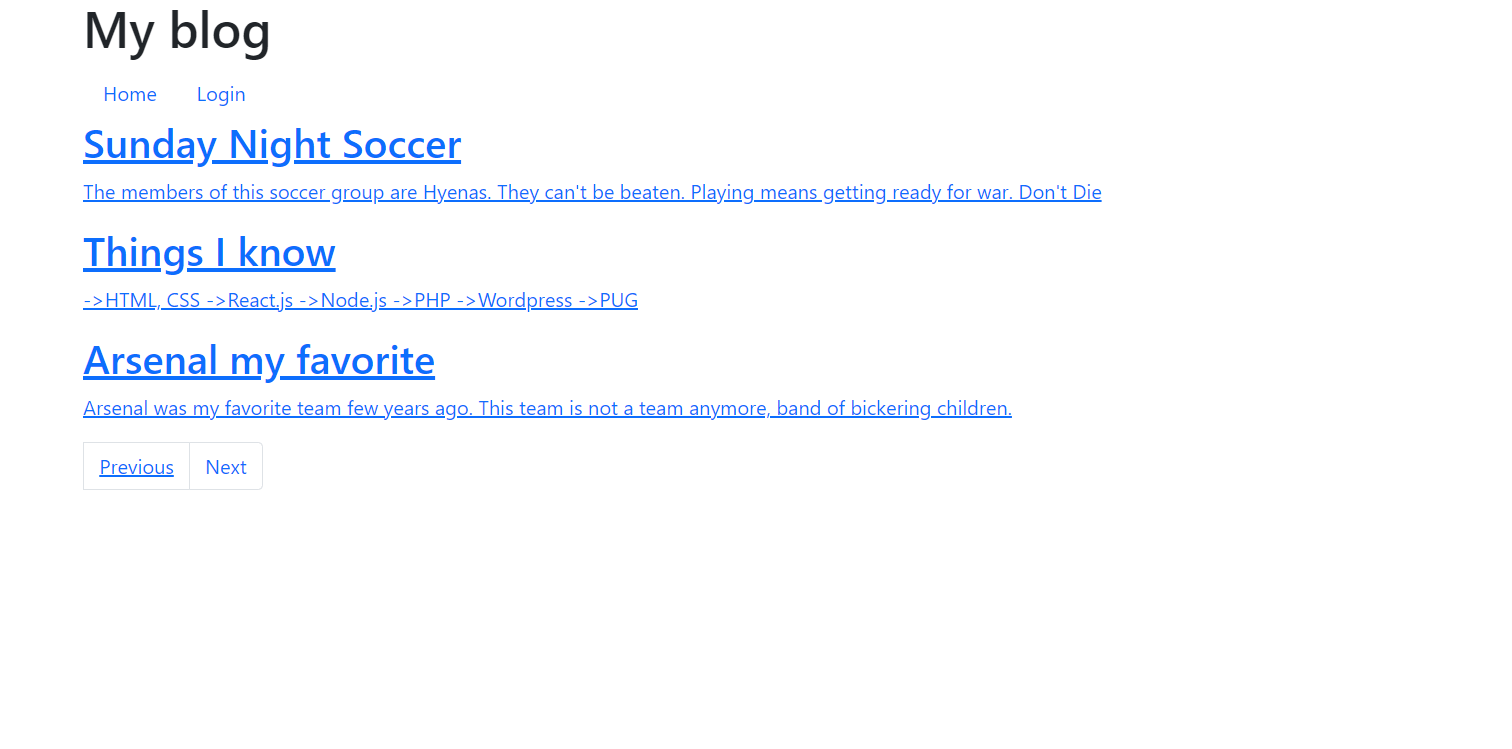 My blog
Home Login
Sunday Night Soccer
The members of this soccer group are Hyenas. They can't be beaten. Playing means getting ready for war. Don't Die
Things I know
->HTML, CSS ->React.js ->Node.js ->PHP ->Wordpress ->PUG
Arsenal my favorite
Arsenal was my favorite team few years ago. This team is not a team anymore, band of bickering children.
Previous Next